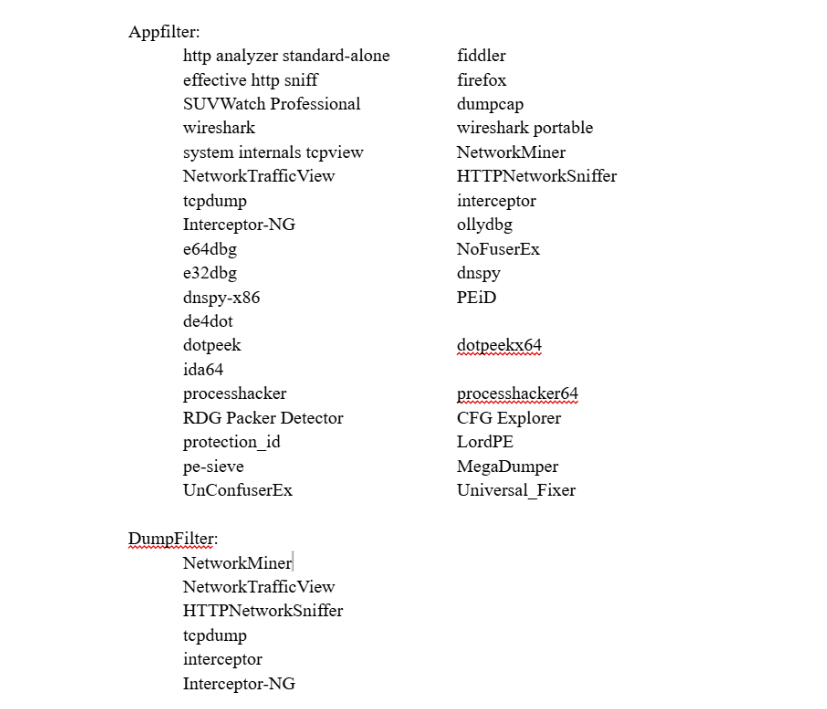 Appfilter:
http analyzer standard-alone fiddler
effective http sniff firefox
SUVWatch Professional dumpcap
wireshark wireshark portable
system internals tcpview NetworkMiner
NetworkTrafficView HTTPNetworkSniffer
tcpdump interceptor
Interceptor-NG ollydbg
e64dbg NoFuserEx
e32dbg dnspy
dnspy-x86 PEiD
de4dot
dotpeek dotpeekx64
ida64
processhacker processhacker64
RDG Packer Detector CFG Explorer
protection_id LordPE
pe-sieve MegaDumper
UnConfuserEx Universal_Fixer
DumpFilter:
NetworkMiner
NetworkTrafficView
HTTPNetworkSniffer
tcpdump
interceptor
Interceptor-NG